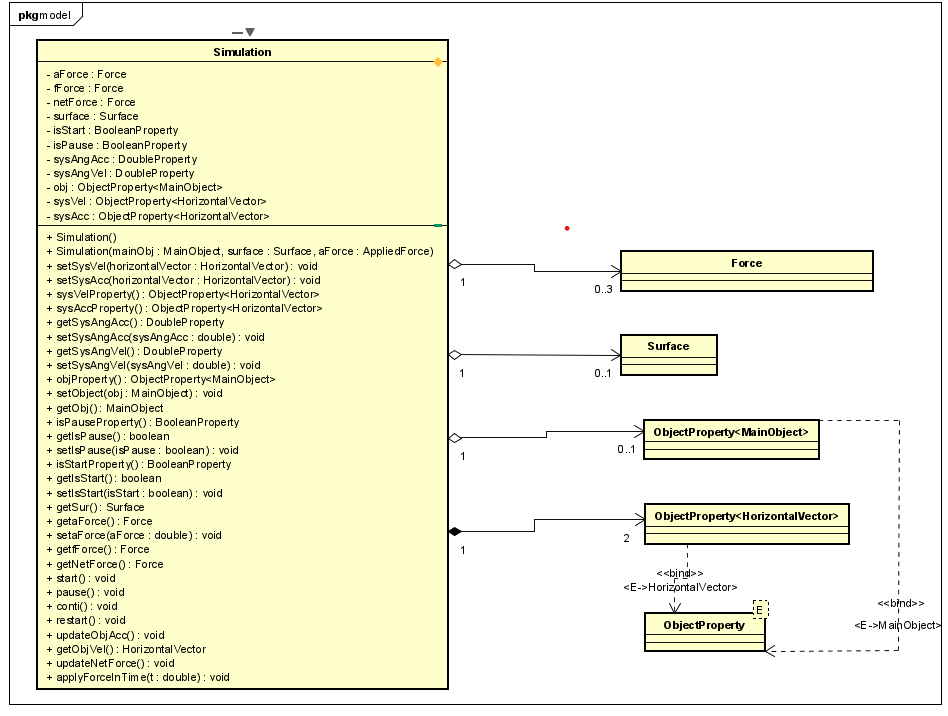 pkg model
Simulation
- aForce : Force
- fForce : Force
- netForce : Force
- surface : Surface
- isStart : BooleanProperty
- isPause : BooleanProperty
- sysAngAcc : DoubleProperty
- sysAngVel : DoubleProperty
- obj : ObjectProperty<MainObject>
- sysVel : ObjectProperty<HorizontalVector>
- sysAcc : ObjectProperty<HorizontalVector>
+ Simulation()
+ Simulation(mainObj : MainObject, surface : Surface, aForce : AppliedForce)
+ setSysVel(horizontalVector : HorizontalVector) : void
+ setSysAcc(horizontalVector : HorizontalVector) : void
+ sysVelProperty() : ObjectProperty<HorizontalVector>
+ sysAccProperty() : ObjectProperty<HorizontalVector>
+ getSysAngAcc() : DoubleProperty
+ setSysAngAcc(sysAngAcc : double) : void
+ getSysAngVel() : DoubleProperty
+ setSysAngVel(sysAngVel : double) : void
+ objProperty() : ObjectProperty<MainObject>
+ setObject(obj : MainObject) : void
+ getObj() : MainObject
+ isPauseProperty() : BooleanProperty
+ getIsPause() : boolean
+ setIsPause(isPause : boolean) : void
+ isStartProperty() : BooleanProperty
+ getIsStart() : boolean
+ setIsStart(isStart : boolean) : void
+ getSur() : Surface
+ getaForce() : Force
+ setaForce(aForce : double) : void
+ getfForce() : Force
+ getNetForce() : Force
+ start() : void
+ pause() : void
+ conti() : void
+ restart() : void
+ updateObjAcc() : void
+ getObjVel() : HorizontalVector
+ updateNetForce() : void
+ applyForceInTime(t : double) : void
Force
1
0..3
Surface
1
0..1
ObjectProperty<MainObject>
1
0..1
ObjectProperty<HorizontalVector>
1
2
<<bind>>
<E->HorizontalVector>
<<bind>>
<E->MainObject>
E
ObjectProperty